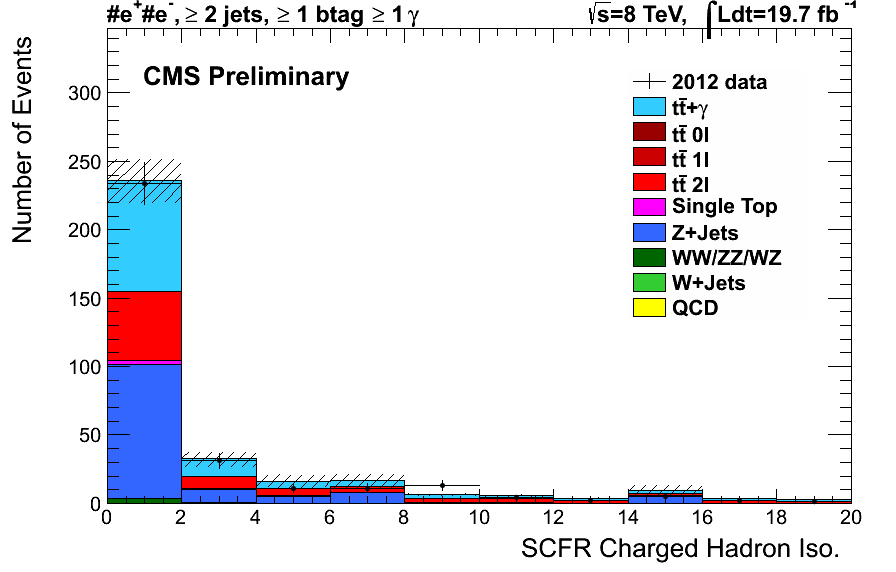 #e⁺#e⁻, ≥ 2 jets, ≥ 1 btag ≥ 1 γ
√s=8 TeV, ∫Ldt=19.7 fb⁻¹
CMS Preliminary
2012 data
tt̄+γ
tt̄ 0l
tt̄ 1l
tt̄ 2l
Single Top
Z+Jets
WW/ZZ/WZ
W+Jets
QCD
Number of Events
300
250
200
150
100
50
0
0 2 4 6 8 10 12 14 16 18 20
SCFR Charged Hadron Iso.